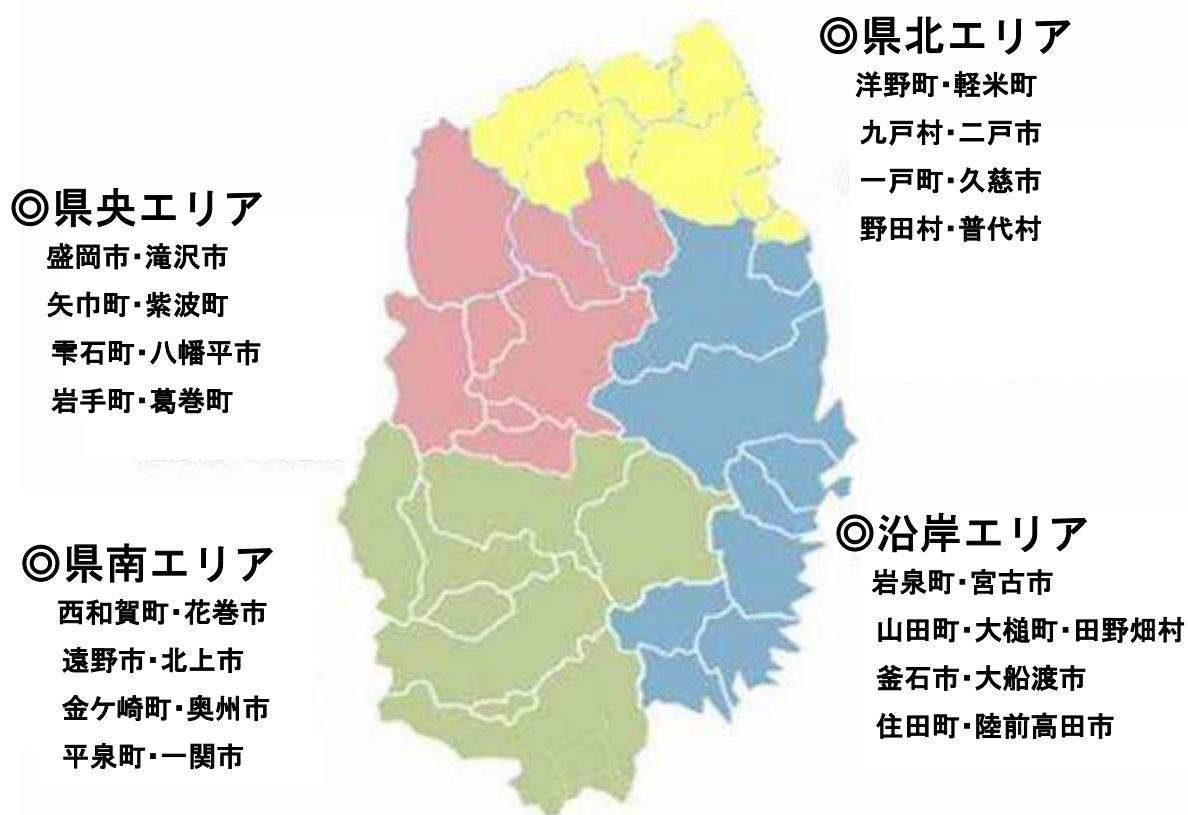 ◎県北エリア
洋野町・軽米町
九戸村・二戸市
一戸町・久慈市
野田村・普代村
◎県央エリア
盛岡市・滝沢市
矢巾町・紫波町
雫石町・八幡平市
岩手町・葛巻町
◎県南エリア
西和賀町・花巻市
遠野市・北上市
金ケ崎町・奥州市
平泉町・一関市
◎沿岸エリア
岩泉町・宮古市
山田町・大槌町・田野畑村
釜石市・大船渡市
住田町・陸前高田市